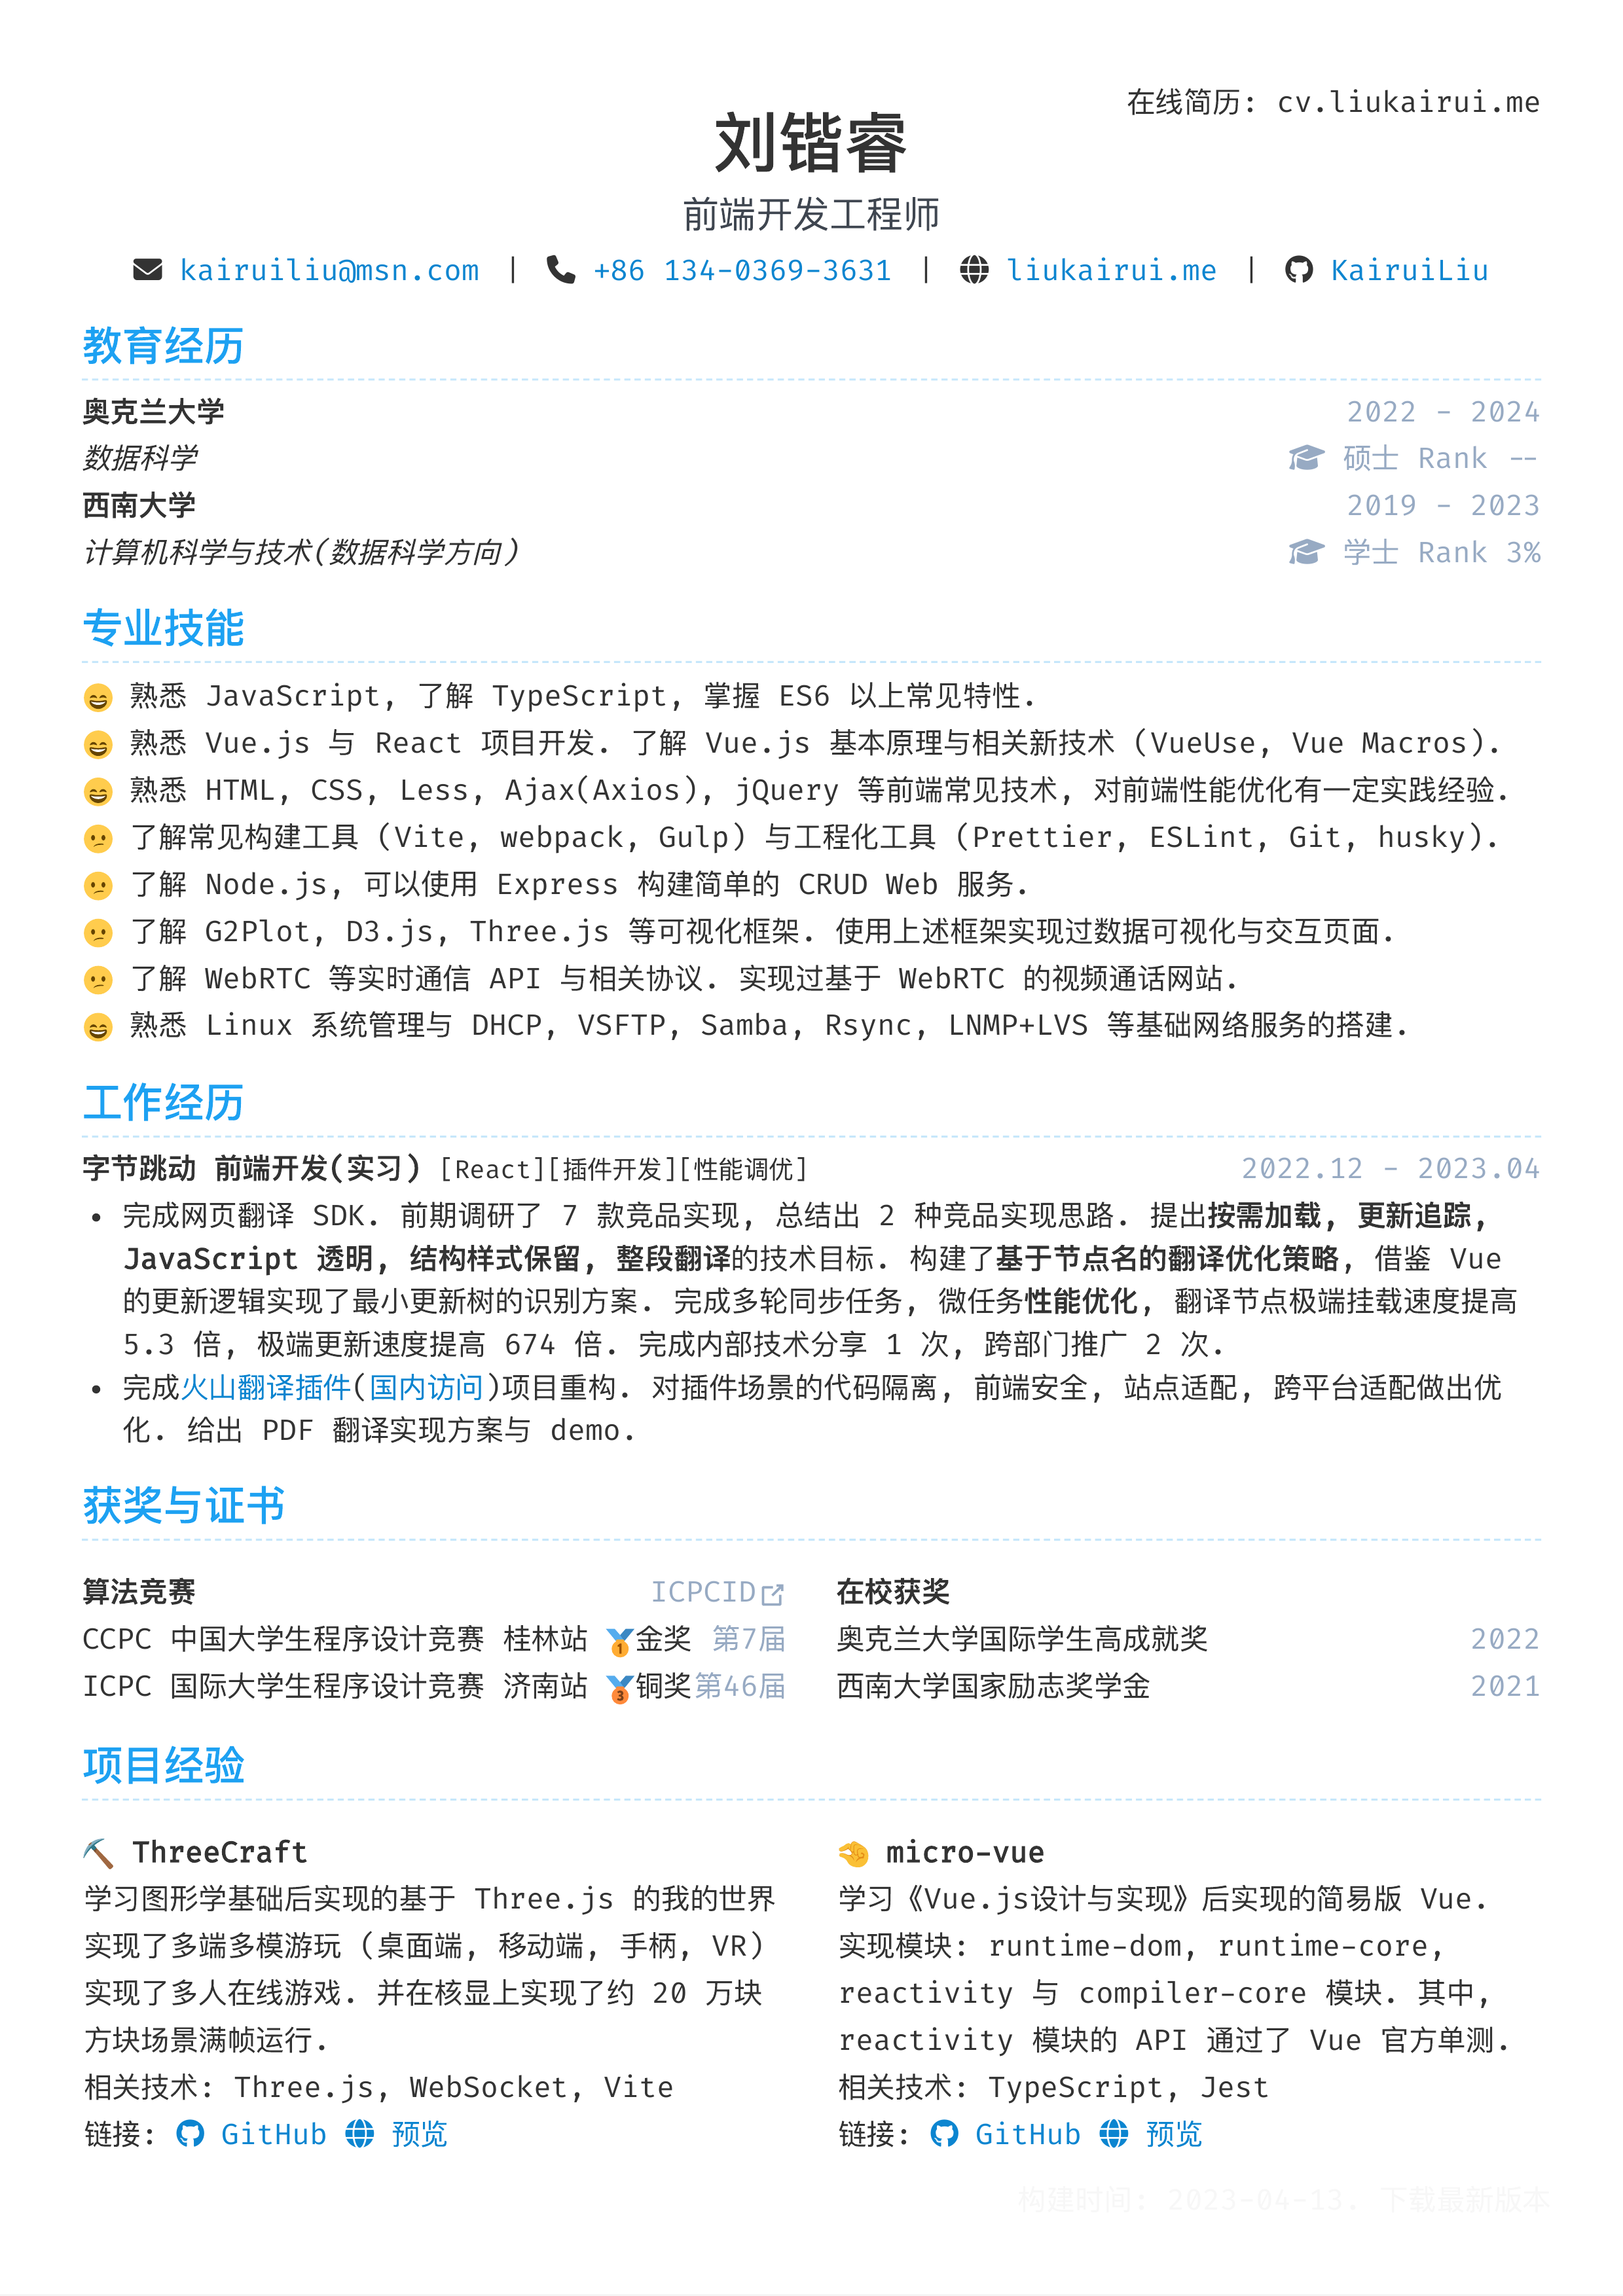 在线简历: cv.liukairui.me
刘锴睿
前端开发工程师
kairuiliu@msn.com | +86 134-0369-3631 | liukairui.me | KairuiLiu
教育经历
奥克兰大学 2022 - 2024
数据科学 硕士 Rank --
西南大学 2019 - 2023
计算机科学与技术(数据科学方向) 学士 Rank 3%
专业技能
😄 熟悉 JavaScript, 了解 TypeScript, 掌握 ES6 以上常见特性.
😄 熟悉 Vue.js 与 React 项目开发. 了解 Vue.js 基本原理与相关新技术 (VueUse, Vue Macros).
😄 熟悉 HTML, CSS, Less, Ajax(Axios), jQuery 等前端常见技术, 对前端性能优化有一定实践经验.
🫤 了解常见构建工具 (Vite, webpack, Gulp) 与工程化工具 (Prettier, ESLint, Git, husky).
🫤 了解 Node.js, 可以使用 Express 构建简单的 CRUD Web 服务.
🫤 了解 G2Plot, D3.js, Three.js 等可视化框架. 使用上述框架实现过数据可视化与交互页面.
🫤 了解 WebRTC 等实时通信 API 与相关协议. 实现过基于 WebRTC 的视频通话网站.
😄 熟悉 Linux 系统管理与 DHCP, VSFTP, Samba, Rsync, LNMP+LVS 等基础网络服务的搭建.
工作经历
字节跳动 前端开发(实习) [React][插件开发][性能调优] 2022.12 - 2023.04
• 完成网页翻译 SDK. 前期调研了 7 款竞品实现, 总结出 2 种竞品实现思路. 提出按需加载, 更新追踪,
JavaScript 透明, 结构样式保留, 整段翻译的技术目标. 构建了基于节点名的翻译优化策略, 借鉴 Vue
的更新逻辑实现了最小更新树的识别方案. 完成多轮同步任务, 微任务性能优化, 翻译节点极端挂载速度提高
5.3 倍, 极端更新速度提高 674 倍. 完成内部技术分享 1 次, 跨部门推广 2 次.
• 完成火山翻译插件(国内访问)项目重构. 对插件场景的代码隔离, 前端安全, 站点适配, 跨平台适配做出优
化. 给出 PDF 翻译实现方案与 demo.
获奖与证书
算法竞赛 ICPCID
CCPC 中国大学生程序设计竞赛 桂林站 🥇金奖 第7届
ICPC 国际大学生程序设计竞赛 济南站 🥉铜奖 第46届
在校获奖
奥克兰大学国际学生高成就奖 2022
西南大学国家励志奖学金 2021
项目经验
⛏️ ThreeCraft
学习图形学基础后实现的基于 Three.js 的我的世界
实现了多端多模游玩 (桌面端, 移动端, 手柄, VR)
实现了多人在线游戏. 并在核显上实现了约 20 万块
方块场景满帧运行.
相关技术: Three.js, WebSocket, Vite
链接: GitHub 预览
🤏 micro-vue
学习《Vue.js设计与实现》后实现的简易版 Vue.
实现模块: runtime-dom, runtime-core,
reactivity 与 compiler-core 模块. 其中,
reactivity 模块的 API 通过了 Vue 官方单测.
相关技术: TypeScript, Jest
链接: GitHub 预览
构建时间: 2023-04-13. 下载最新版本